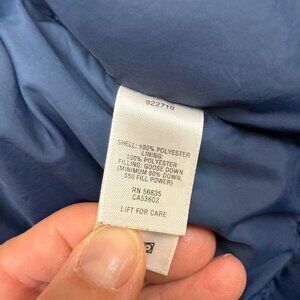 922710
SHELL: 100% POLYESTER
LINING:
100% POLYESTER
FILLING: GOOSE DOWN
(MINIMUM 80% DOWN,
550 FILL POWER)
RN 56835
CA53602
LIFT FOR CARE